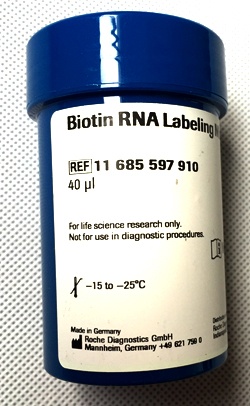 Biotin RNA Labeling
REF 11 685 597 910
40 µl
For life science research only.
Not for use in diagnostic procedures.
–15 to –25°C
Made in Germany
Roche Diagnostics GmbH
Mannheim, Germany +49 621 759 0